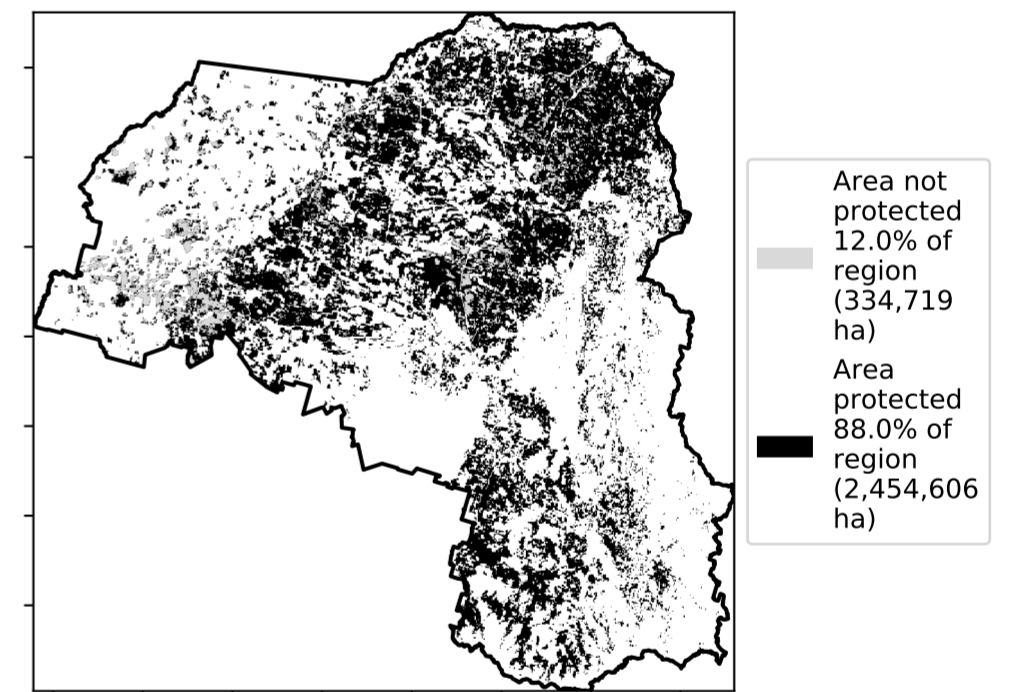 Area not
protected
12.0% of
region
(334,719
ha)
Area
protected
88.0% of
region
(2,454,606
ha)